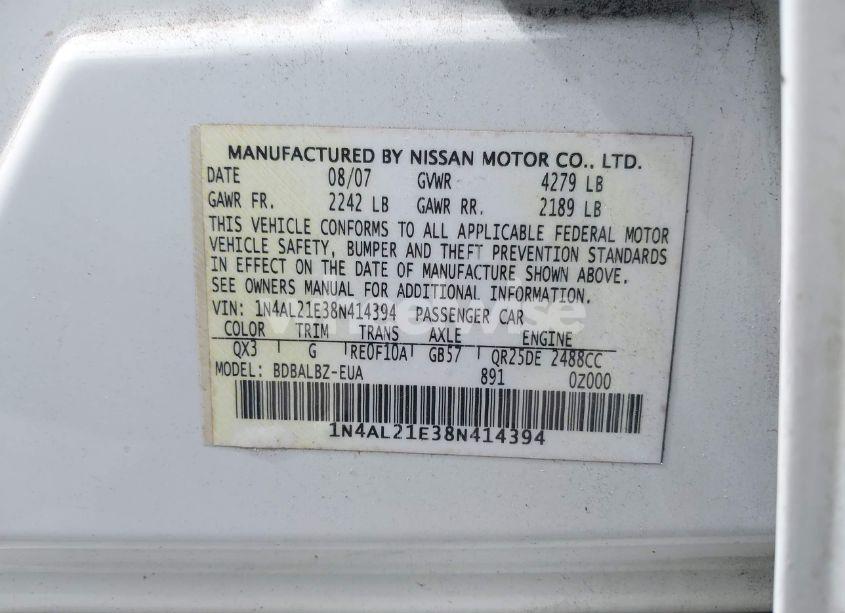 MANUFACTURED BY NISSAN MOTOR CO., LTD.
DATE 08/07 GVWR 4279 LB
GAWR FR. 2242 LB GAWR RR. 2189 LB
THIS VEHICLE CONFORMS TO ALL APPLICABLE FEDERAL MOTOR
VEHICLE SAFETY, BUMPER AND THEFT PREVENTION STANDARDS
IN EFFECT ON THE DATE OF MANUFACTURE SHOWN ABOVE.
SEE OWNERS MANUAL FOR ADDITIONAL INFORMATION.
VIN: 1N4AL21E38N414394 PASSENGER CAR
COLOR TRIM TRANS AXLE ENGINE
QX3 G RE0F10A GB57 QR25DE 2488CC
MODEL: BDBALBZ-EUA 891 0Z000
1N4AL21E38N414394